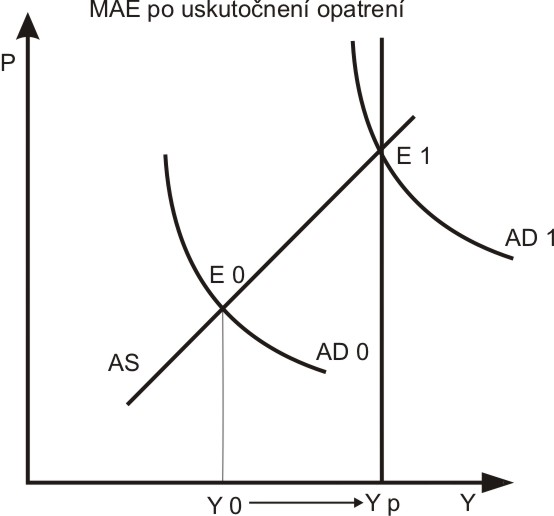 MAE po uskutočnení opatrení
P
E 1
AD 1
E 0
AD 0
AS
Y 0
Y p
Y